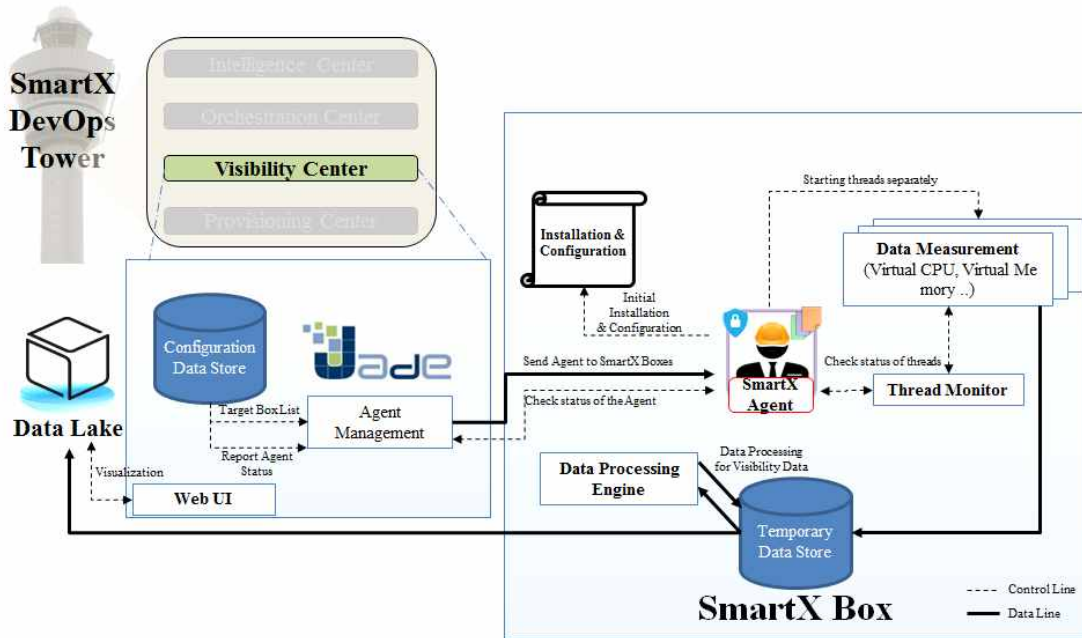 SmartX
DevOps
Tower
Intelligence Center
Orchestration Center
Visibility Center
Provisioning Center
Configuration
Data Store
Jade
Target BoxList
Agent
Management
Report Agent
Status
Data Lake
Visualization
Web UI
Installation &
Configuration
Initial
Installation
& Configuration
Starting threads separately
Data Measurement
(Virtual CPU, Virtual Me
mory ..)
Send Agent to SmartX Boxes
Check status of the Agent
SmartX
Agent
Check status of threads
Thread Monitor
Data Processing
Engine
Data Processing
for Visibility Data
Temporary
Data Store
SmartX Box
Control Line
Data Line